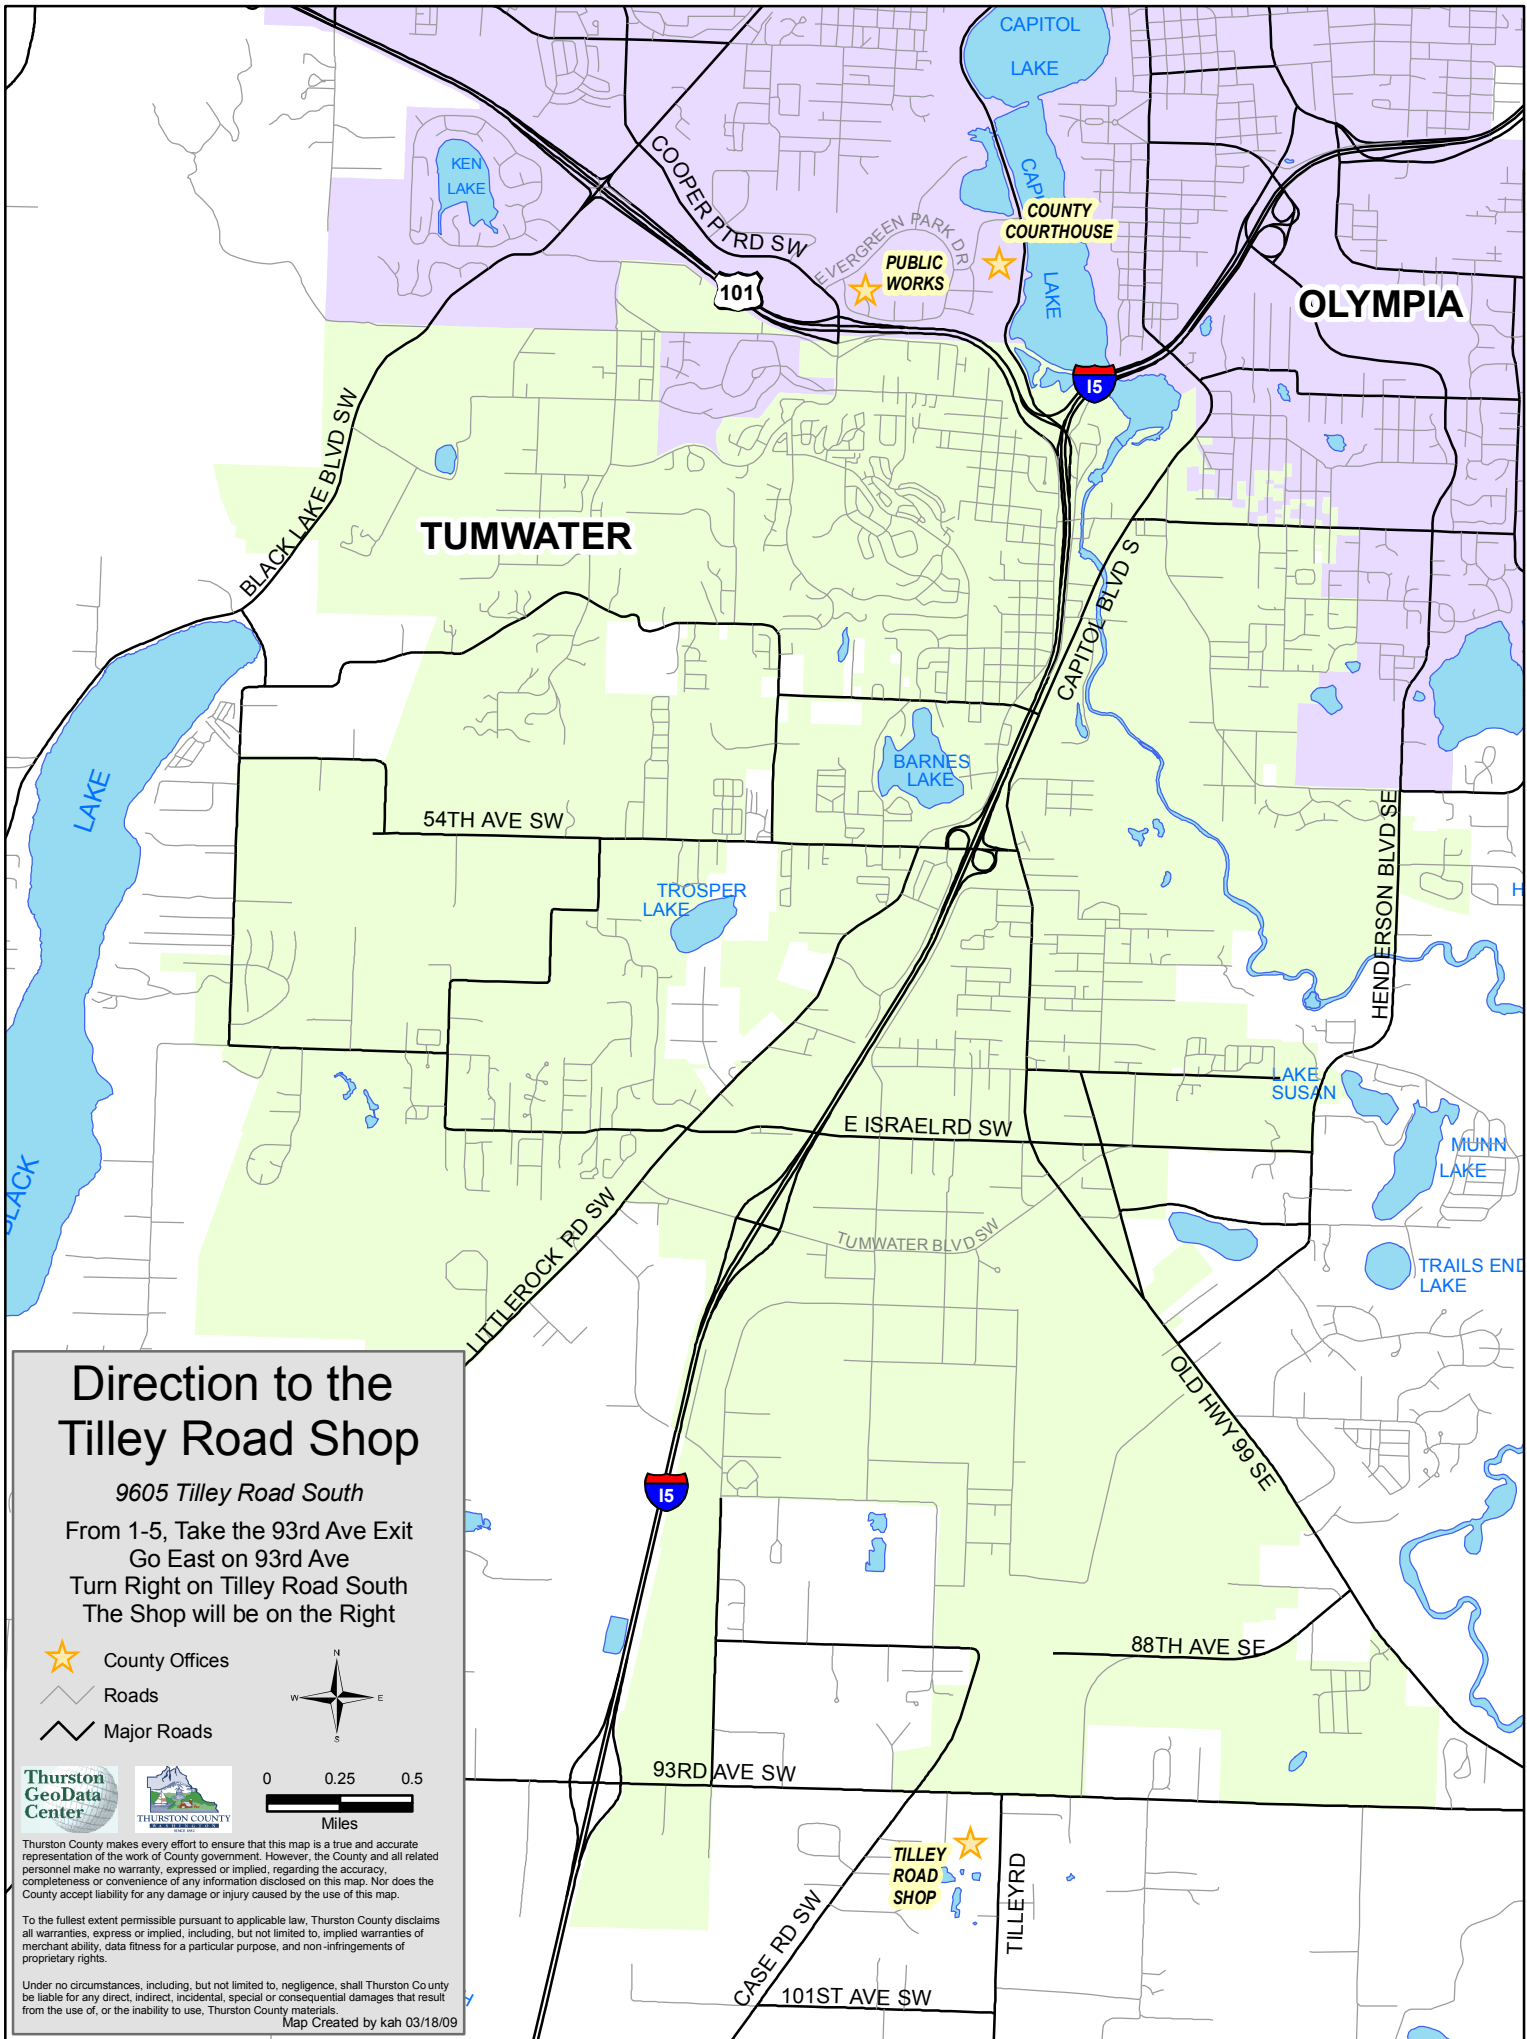 CAPITOL
LAKE
KEN
LAKE
COOPER PTRD SW
CAPI
COUNTY
COURTHOUSE
EVERGREEN PARK DR
PUBLIC
WORKS
LAKE
101
OLYMPIA
I5
BLACK LAKE BLVD SW
TUMWATER
CAPITOL BLVD S
BARNES
LAKE
LAKE
54TH AVE SW
HENDERSON BLVD SE
TROSPER
LAKE
H
LAKE
SUSAN
E ISRAEL RD SW
MUNN
LAKE
BLACK
LITTLEROCK RD SW
TUMWATER BLVD SW
TRAILS END
LAKE
OLD HWY 99 SE
I5
88TH AVE SE
93RD AVE SW
TILLEY
ROAD
SHOP
TILLEYRD
CASE RD SW
101ST AVE SW
Direction to the
Tilley Road Shop
9605 Tilley Road South
From 1-5, Take the 93rd Ave Exit
Go East on 93rd Ave
Turn Right on Tilley Road South
The Shop will be on the Right
County Offices
Roads
Major Roads
N
W E
S
Thurston
GeoData
Center
THURSTON COUNTY
WASHINGTON
SINCE 1852
0 0.25 0.5
Miles
Thurston County makes every effort to ensure that this map is a true and accurate
representation of the work of County government. However, the County and all related
personnel make no warranty, expressed or implied, regarding the accuracy,
completeness or convenience of any information disclosed on this map. Nor does the
County accept liability for any damage or injury caused by the use of this map.
To the fullest extent permissible pursuant to applicable law, Thurston County disclaims
all warranties, express or implied, including, but not limited to, implied warranties of
merchant ability, data fitness for a particular purpose, and non-infringements of
proprietary rights.
Under no circumstances, including, but not limited to, negligence, shall Thurston County
be liable for any direct, indirect, incidental, special or consequential damages that result
from the use of, or the inability to use, Thurston County materials.
Map Created by kah 03/18/09